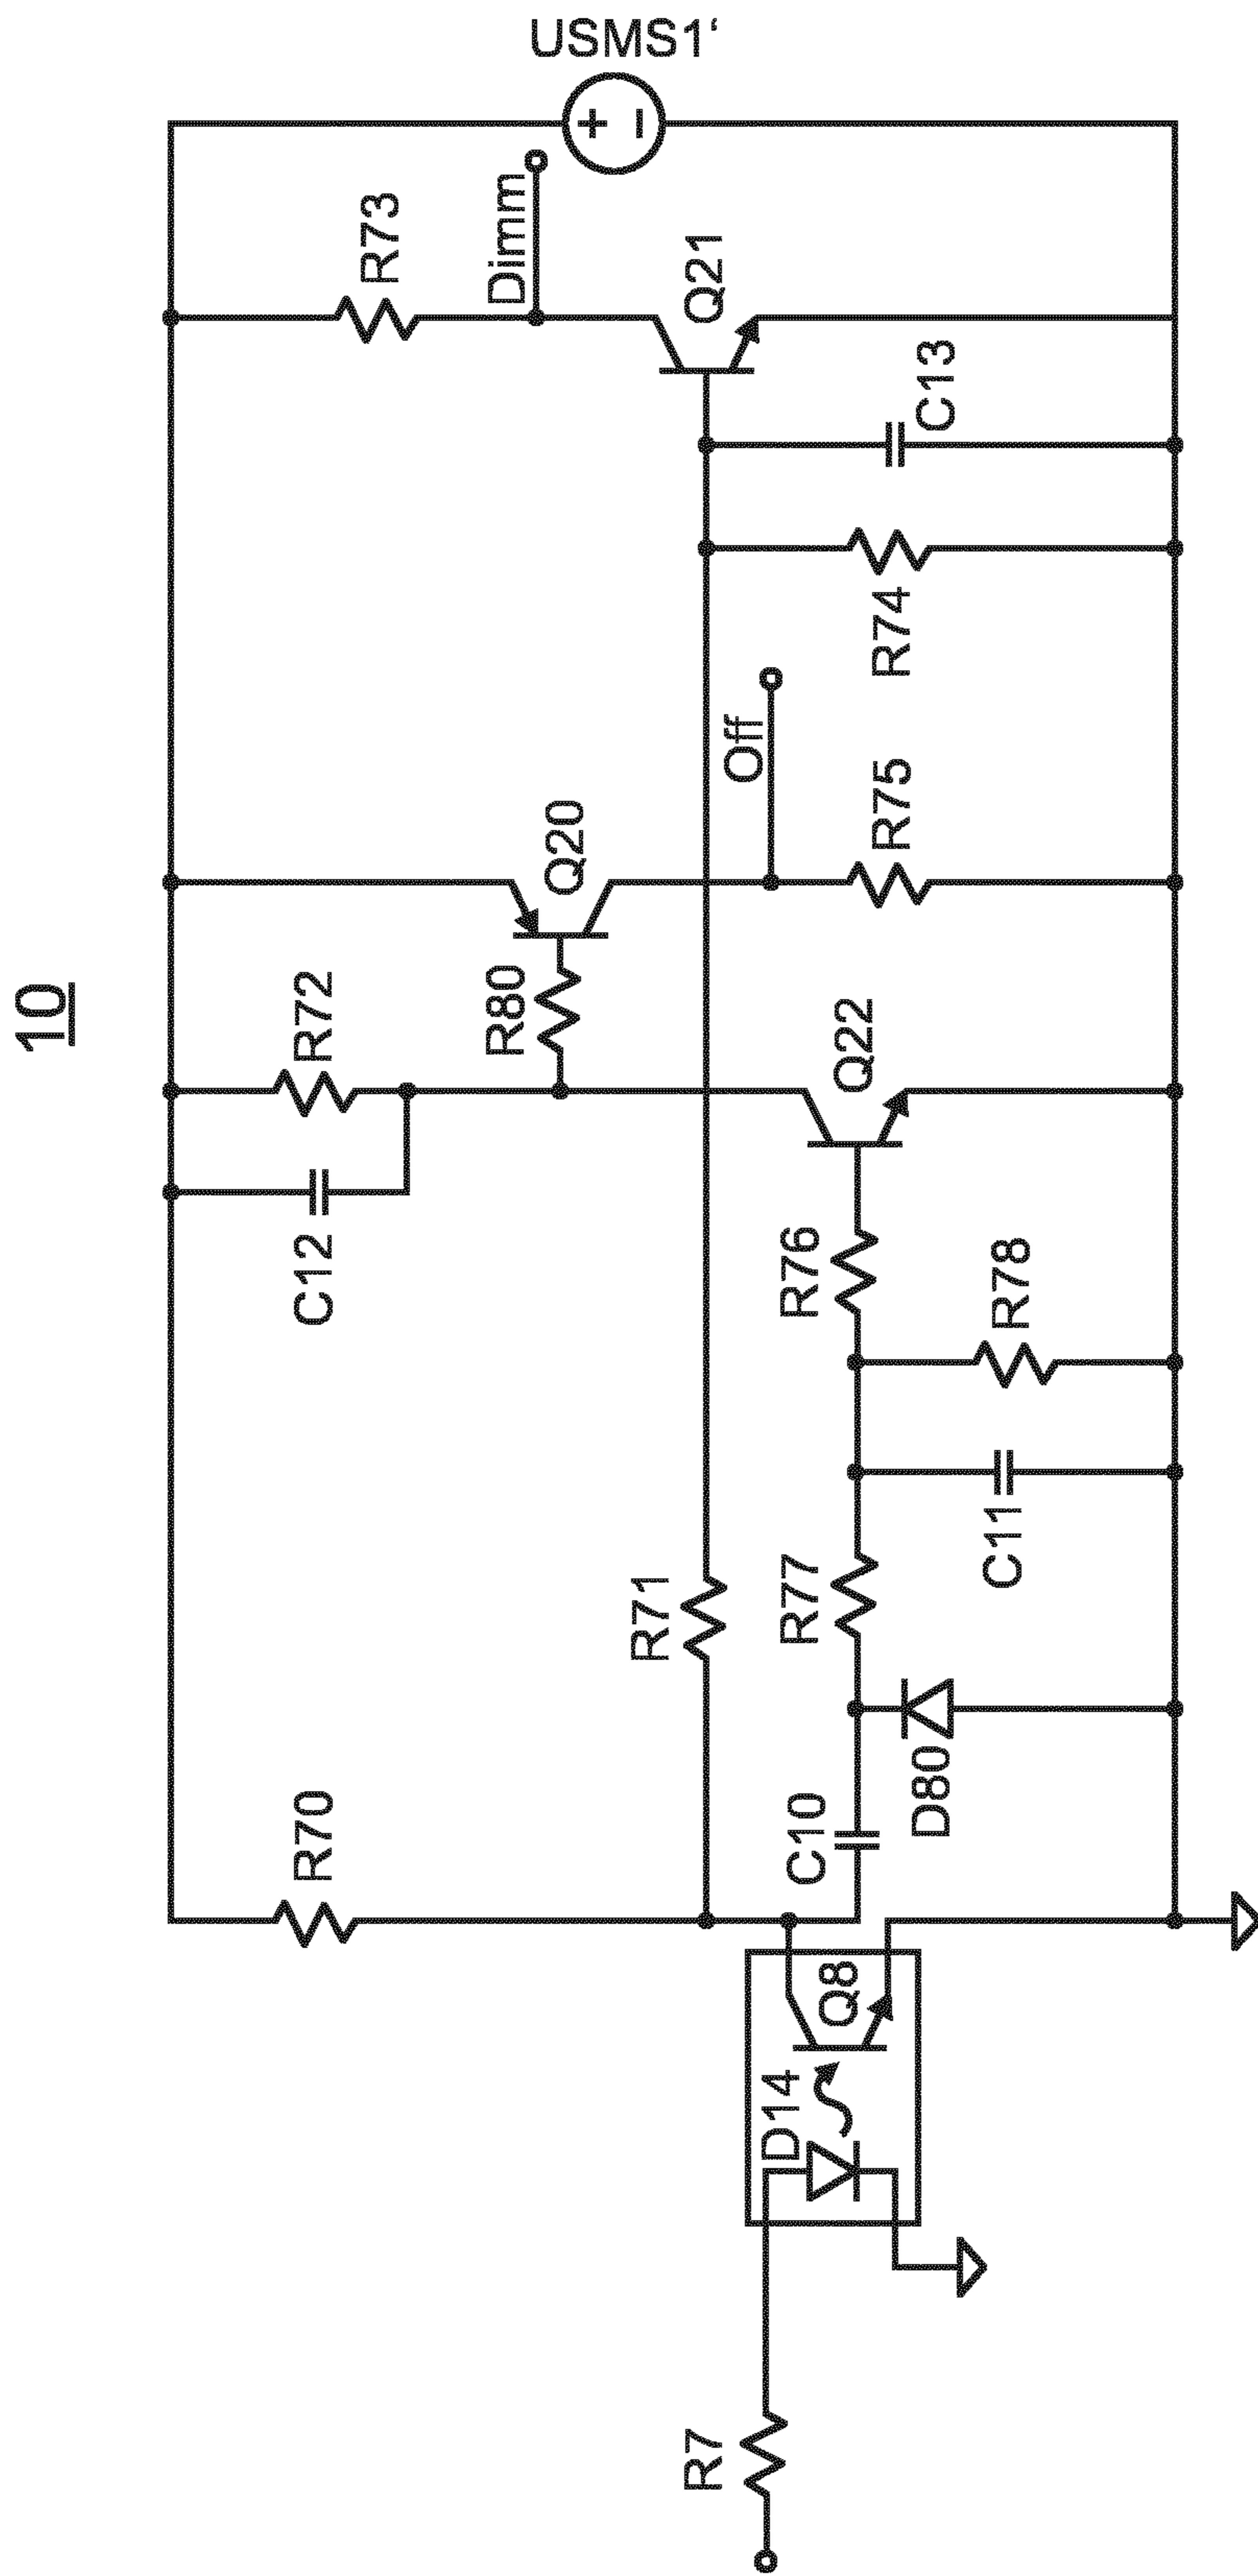 10
USMS1‘
R73
Dimm
Q21
C13
R74
Off
R75
Q20
R80
R72
C12
Q22
R76
R78
C11
R77
R71
D80
C10
R70
Q8
D14
R7